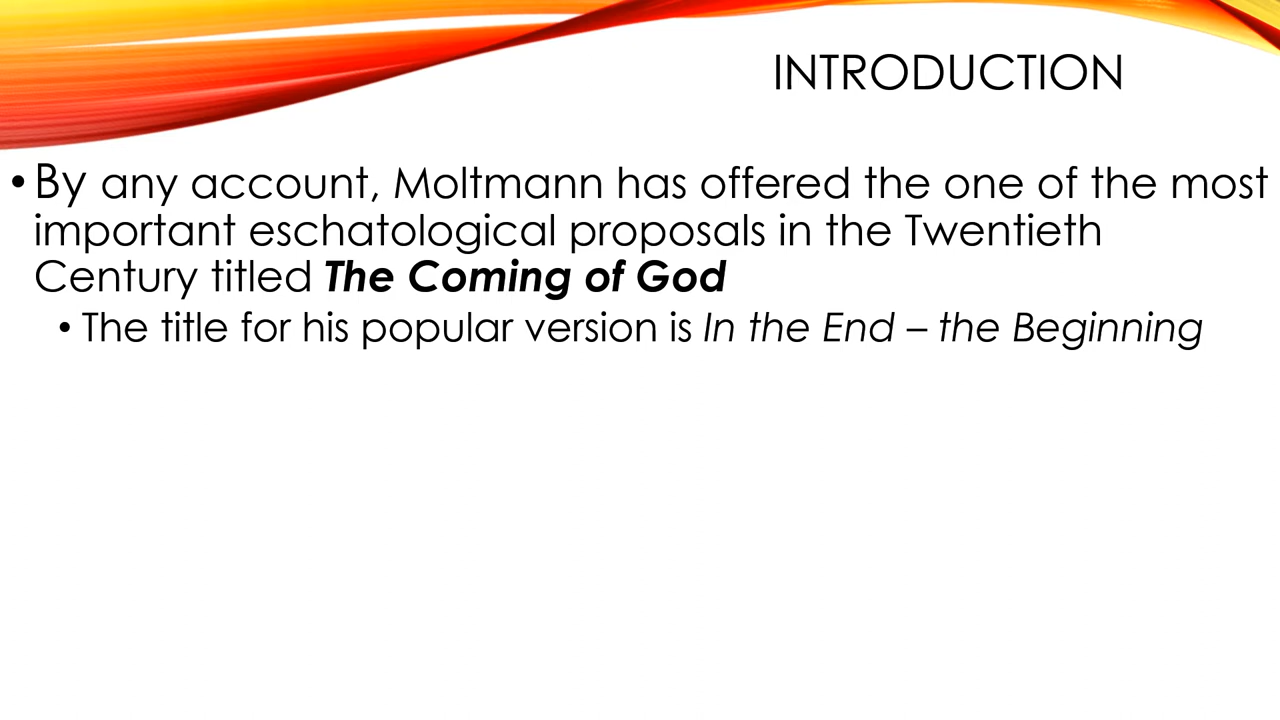 INTRODUCTION
• By any account, Moltmann has offered the one of the most
important eschatological proposals in the Twentieth
Century titled The Coming of God
• The title for his popular version is In the End – the Beginning